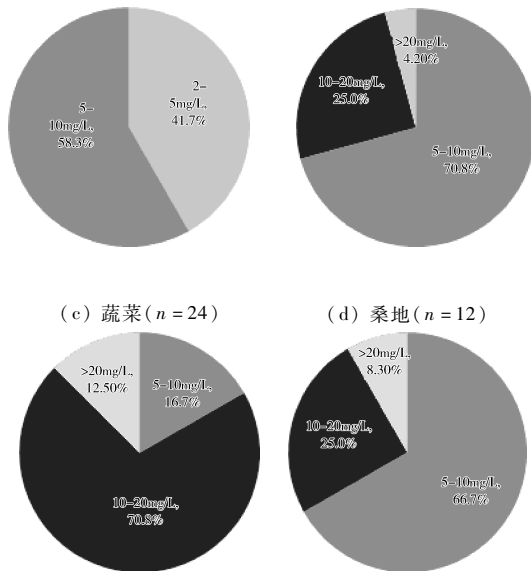 2-
5mg/L,
41.7%
5-
10mg/L,
58.3%
>20mg/L,
4.20%
10-20mg/L,
25.0%
5-10mg/L,
70.8%
(c) 蔬菜(n = 24)
(d) 桑地(n = 12)
>20mg/L,
12.50%
5-10mg/L,
16.7%
10-20mg/L,
70.8%
>20mg/L,
8.30%
10-20mg/L,
25.0%
5-10mg/L,
66.7%